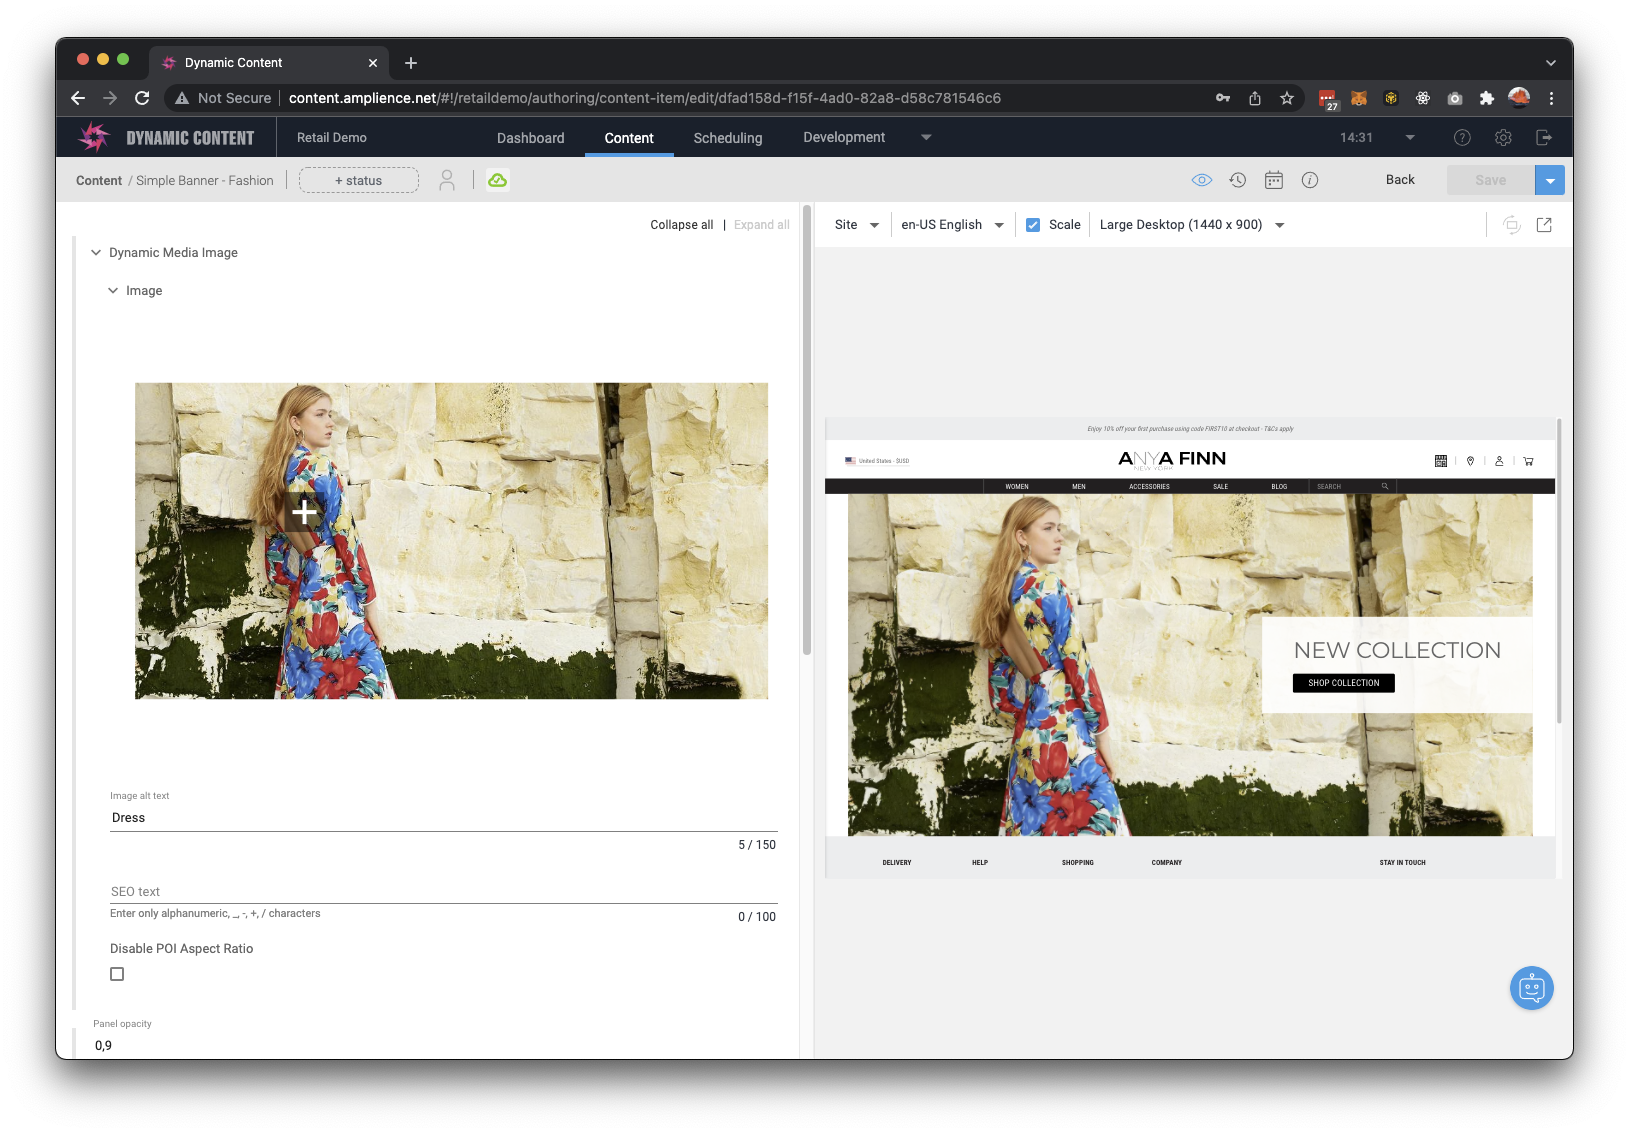 Dynamic Content
Not Secure
content.amplience.net/#!/retaildemo/authoring/content-item/edit/dfad158d-f15f-4ad0-82a8-d58c781546c6
27
DYNAMIC CONTENT
Retail Demo
Dashboard
Content
Scheduling
Development
14:31
Content / Simple Banner - Fashion
+ status
Back
Save
Collapse all | Expand all
Dynamic Media Image
Image
Image alt text
Dress
5 / 150
SEO text
Enter only alphanumeric, _, -, +, / characters
0 / 100
Disable POI Aspect Ratio
Panel opacity
0,9
Site
en-US English
Scale
Large Desktop (1440 x 900)
Enjoy 10% off your first purchase using code FIRST10 at checkout - T&Cs apply
United States - $USD
ANYA FINN
NEW YORK
WOMEN
MEN
ACCESSORIES
SALE
BLOG
SEARCH
NEW COLLECTION
SHOP COLLECTION
DELIVERY
HELP
SHOPPING
COMPANY
STAY IN TOUCH